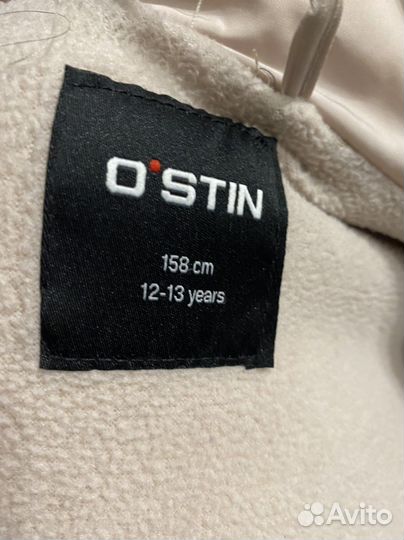 O'STIN
158 cm
12-13 years
Avito